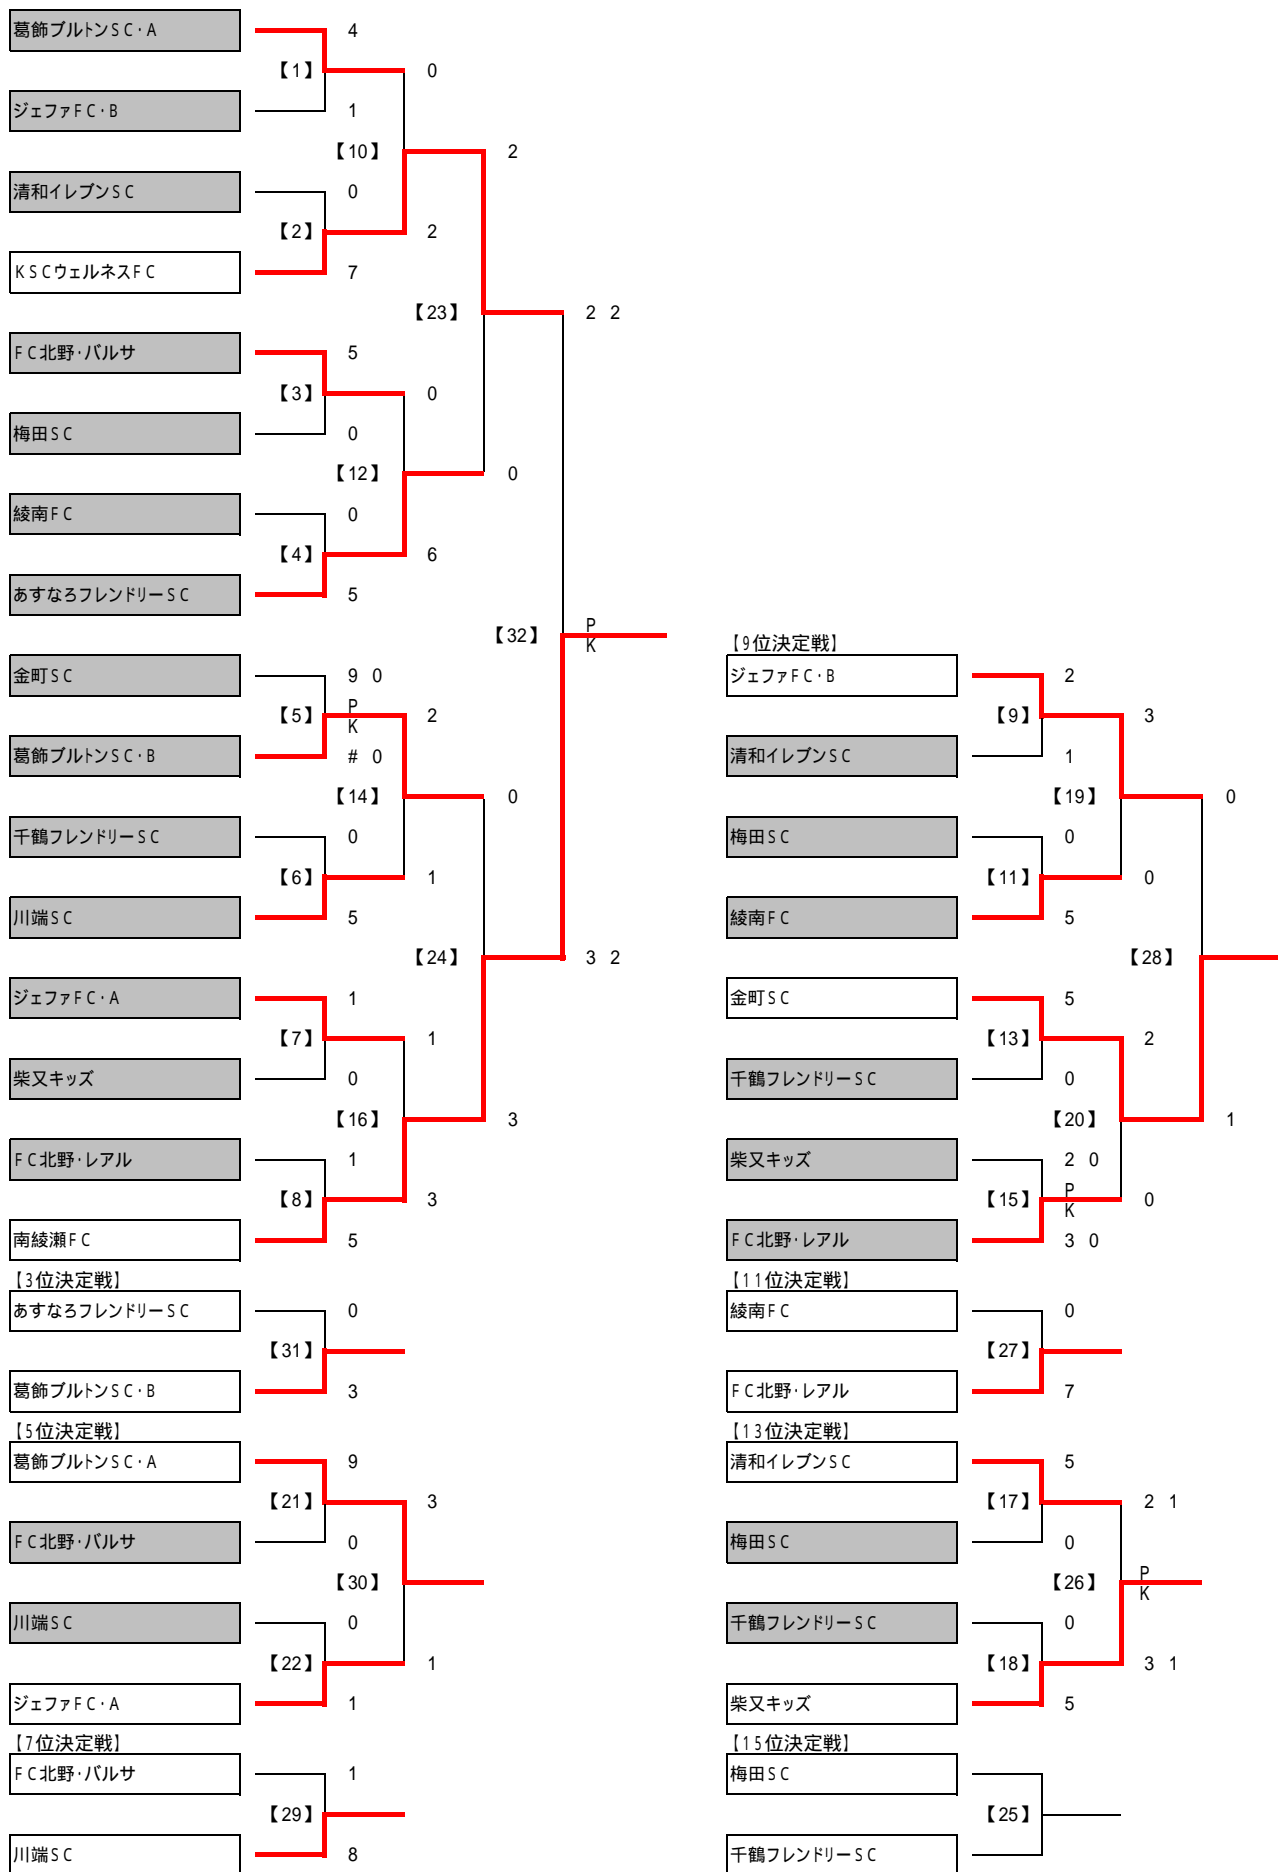 葛飾ブルトンSC・A 4
【1】 0
ジェファFC・B 1
【10】 2
清和イレブンSC 0
【2】 2
KSCウェルネスFC 7
【23】 2 2
FC北野・バルサ 5
【3】 0
梅田SC 0
【12】 0
綾南FC 0
【4】 6
あすなろフレンドリーSC 5
【32】 PK
金町SC 9 0
【5】 PK 2
葛飾ブルトンSC・B # 0
【14】 0
千鶴フレンドリーSC 0
【6】 1
川端SC 5
【24】 3 2
ジェファFC・A 1
【7】 1
柴又キッズ 0
【16】 3
FC北野・レアル 1
【8】 3
南綾瀬FC 5
【3位決定戦】
あすなろフレンドリーSC 0
【31】
葛飾ブルトンSC・B 3
【5位決定戦】
葛飾ブルトンSC・A 9
【21】 3
FC北野・バルサ 0
【30】
川端SC 0
【22】 1
ジェファFC・A 1
【7位決定戦】
FC北野・バルサ 1
【29】
川端SC 8
【9位決定戦】
ジェファFC・B 2
【9】 3
清和イレブンSC 1
【19】 0
梅田SC 0
【11】 0
綾南FC 5
【28】
金町SC 5
【13】 2
千鶴フレンドリーSC 0
【20】 1
柴又キッズ 2 0
【15】 PK 0
FC北野・レアル 3 0
【11位決定戦】
綾南FC 0
【27】
FC北野・レアル 7
【13位決定戦】
清和イレブンSC 5
【17】 2 1
梅田SC 0
【26】 PK
千鶴フレンドリーSC 0
【18】 3 1
柴又キッズ 5
【15位決定戦】
梅田SC
【25】
千鶴フレンドリーSC